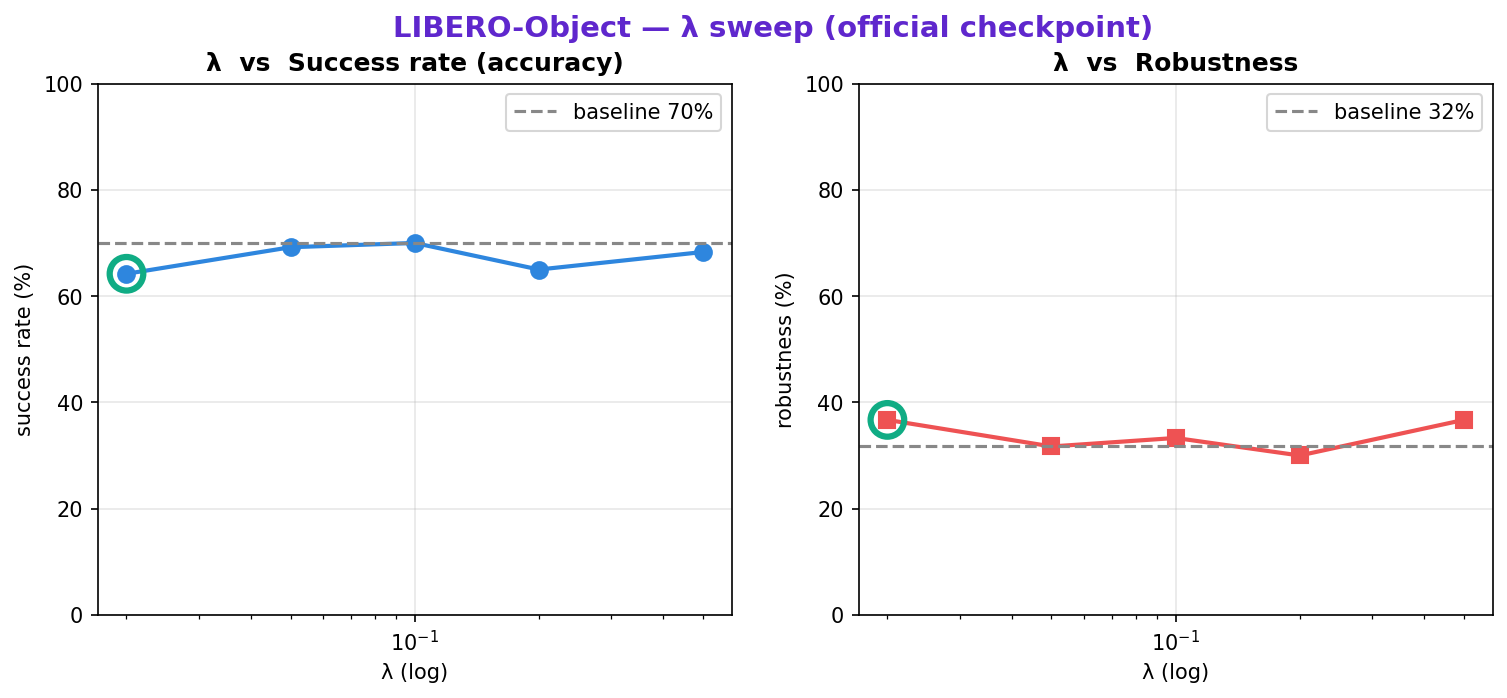 LIBERO-Object — λ sweep (official checkpoint)
λ  vs  Success rate (accuracy)
baseline 70%
100
80
60
40
20
0
success rate (%)
10⁻¹
λ (log)
λ  vs  Robustness
baseline 32%
100
80
60
40
20
0
robustness (%)
10⁻¹
λ (log)